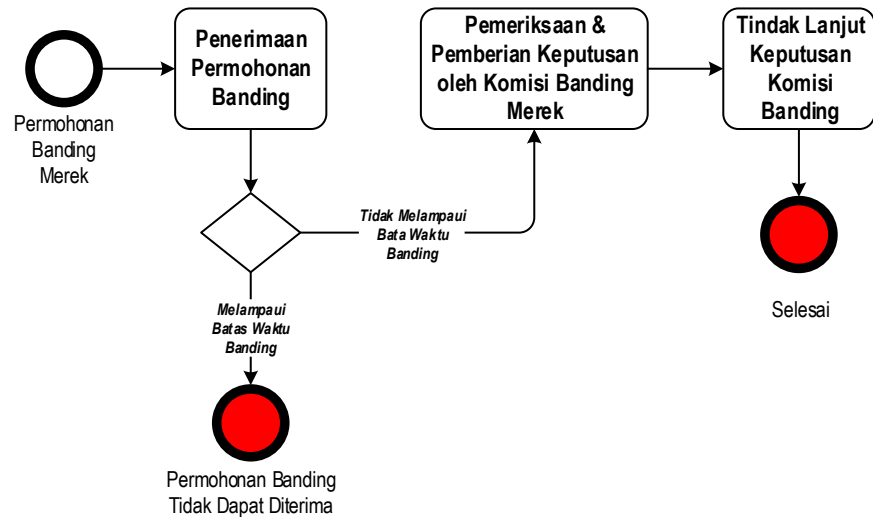 Permohonan
Banding
Merek
Penerimaan
Permohonan
Banding
Pemeriksaan &
Pemberian Keputusan
oleh Komisi Banding
Merek
Tindak Lanjut
Keputusan
Komisi
Banding
Tidak Melampaui
Bata Waktu
Banding
Melampaui
Batas Waktu
Banding
Selesai
Permohonan Banding
Tidak Dapat Diterima